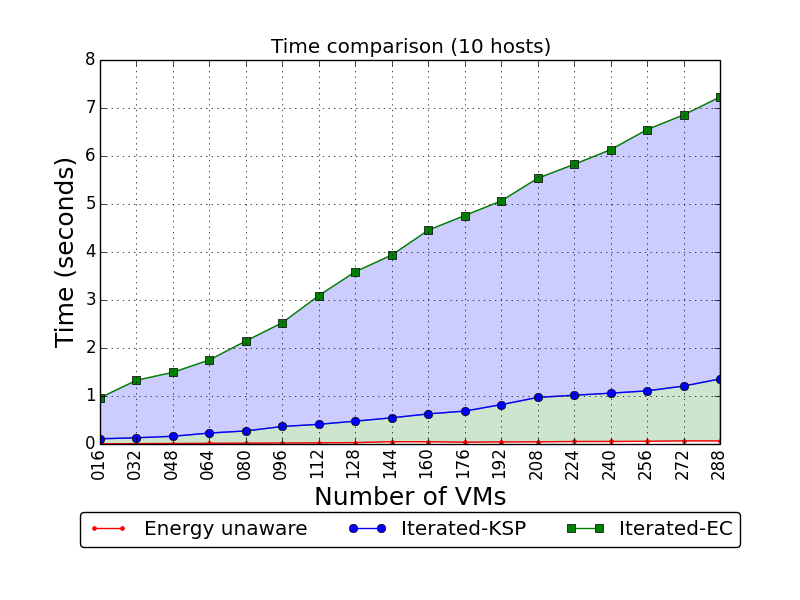 Time comparison (10 hosts)
8
7
6
5
4
3
2
1
0
Time (seconds)
016 032 048 064 080 096 112 128 144 160 176 192 208 224 240 256 272 288
Number of VMs
Energy unaware Iterated-KSP Iterated-EC